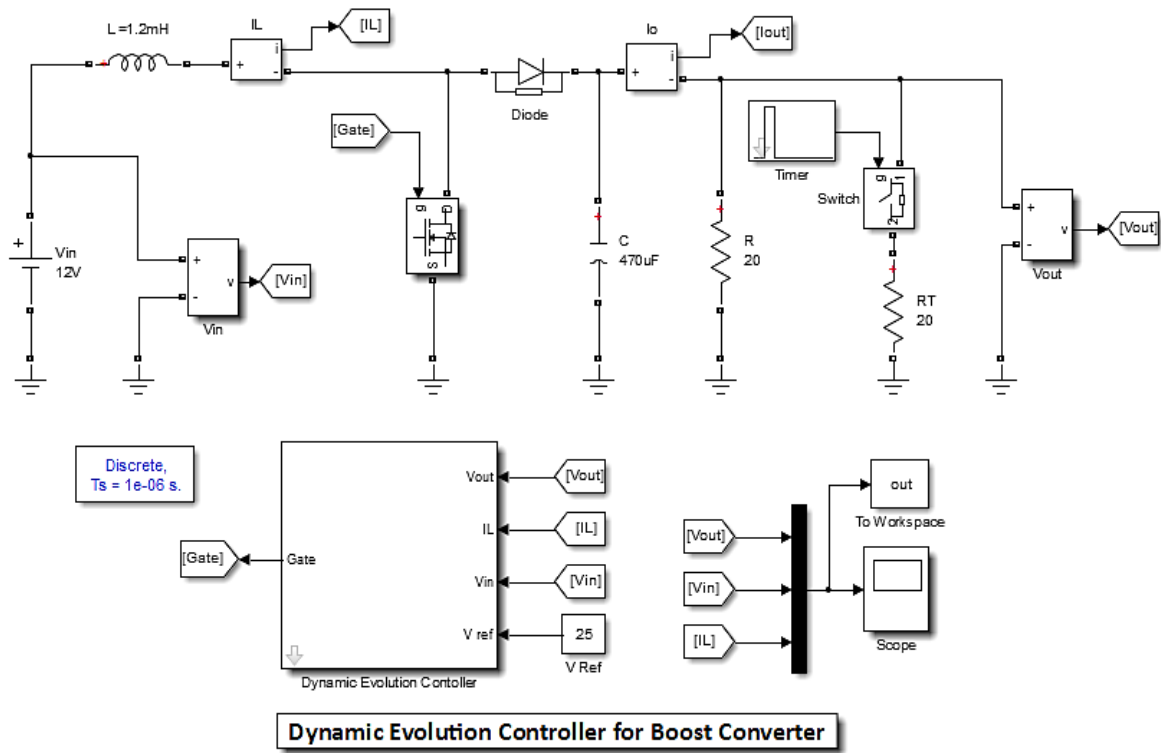 L =1.2mH
IL
[IL]
i
+
-
Io
[Iout]
i
+
-
Diode
[Gate]
Timer
Switch
g
1
2
g
D
S
+
Vin
12V
+
-
v
[Vin]
Vin
C
470uF
R
20
RT
20
+
-
v
[Vout]
Vout
Discrete,
Ts = 1e-06 s.
[Gate]
Gate
Vout
[Vout]
IL
[IL]
Vin
[Vin]
V ref
25
V Ref
Dynamic Evolution Contoller
[Vout]
[Vin]
[IL]
out
To Workspace
Scope
Dynamic Evolution Controller for Boost Converter